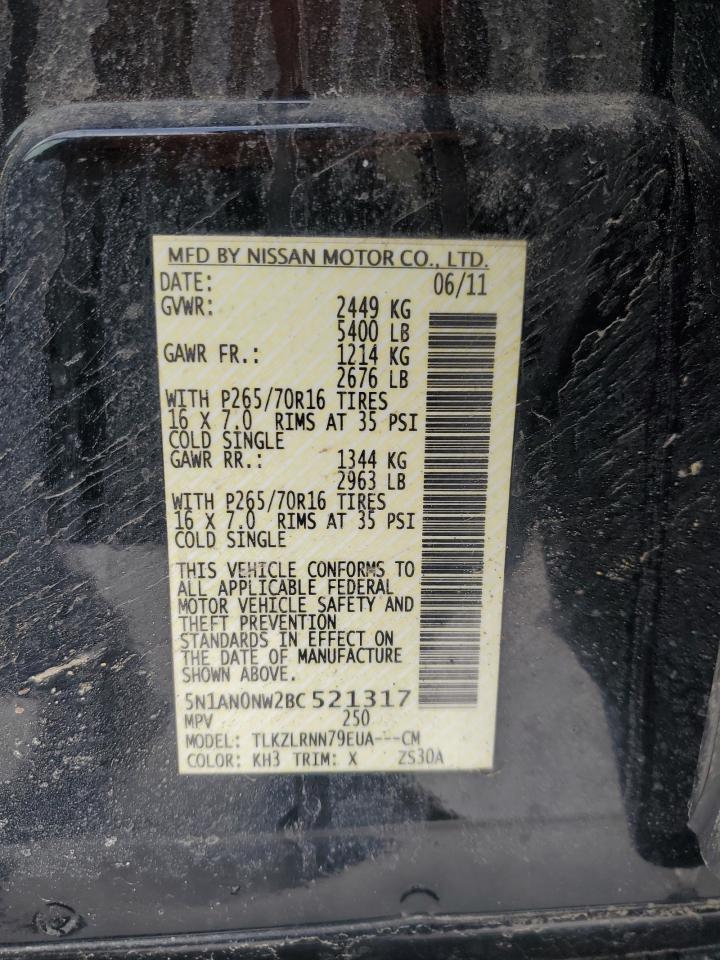 MFD BY NISSAN MOTOR CO., LTD.
DATE: 06/11
GVWR: 2449 KG
5400 LB
GAWR FR.: 1214 KG
2676 LB
WITH P265/70R16 TIRES
16 X 7.0 RIMS AT 35 PSI
COLD SINGLE
GAWR RR.: 1344 KG
2963 LB
WITH P265/70R16 TIRES
16 X 7.0 RIMS AT 35 PSI
COLD SINGLE
THIS VEHICLE CONFORMS TO
ALL APPLICABLE FEDERAL
MOTOR VEHICLE SAFETY AND
THEFT PREVENTION
STANDARDS IN EFFECT ON
THE DATE OF MANUFACTURE
SHOWN ABOVE.
5N1AN0NW2BC 521317
MPV 250
MODEL: TLKZLRNN79EUA---CM
COLOR: KH3 TRIM: X ZS30A